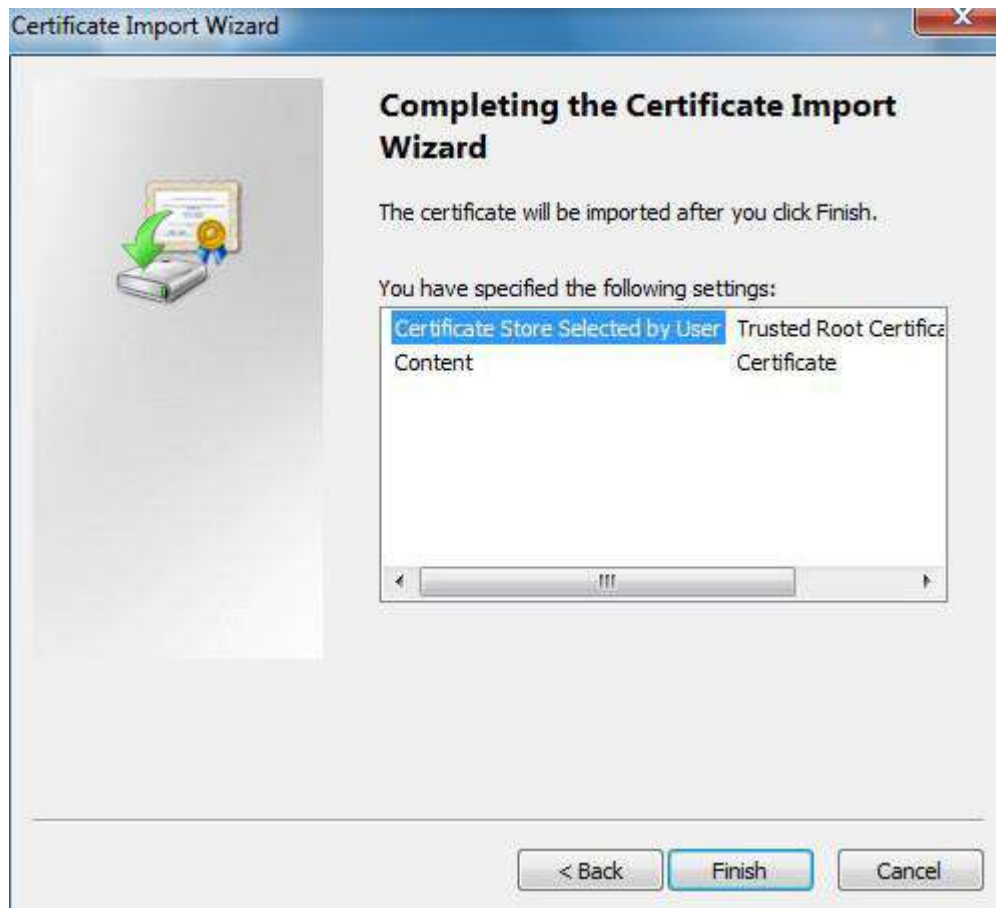 Certificate Import Wizard
Completing the Certificate Import
Wizard
The certificate will be imported after you click Finish.
You have specified the following settings:
Certificate Store Selected by User Trusted Root Certifica
Content Certificate
< Back Finish Cancel